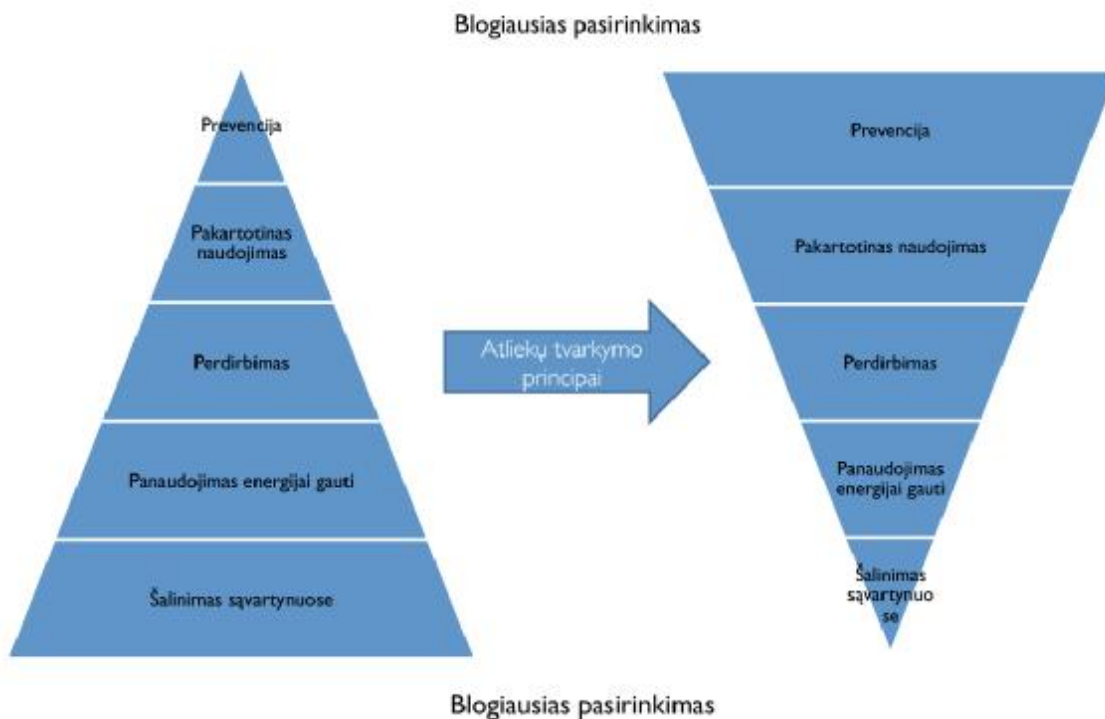 Blogiausias pasirinkimas
Prevencija
Pakartotinas
naudojimas
Perdirbimas
Panaudojimas energijai gauti
Šalinimas sąvartynuose
Atliekų tvarkymo
principai
Prevencija
Pakartotinas naudojimas
Perdirbimas
Panaudojimas
energijai gauti
Šalinimas
sąvartynuo
se
Blogiausias pasirinkimas